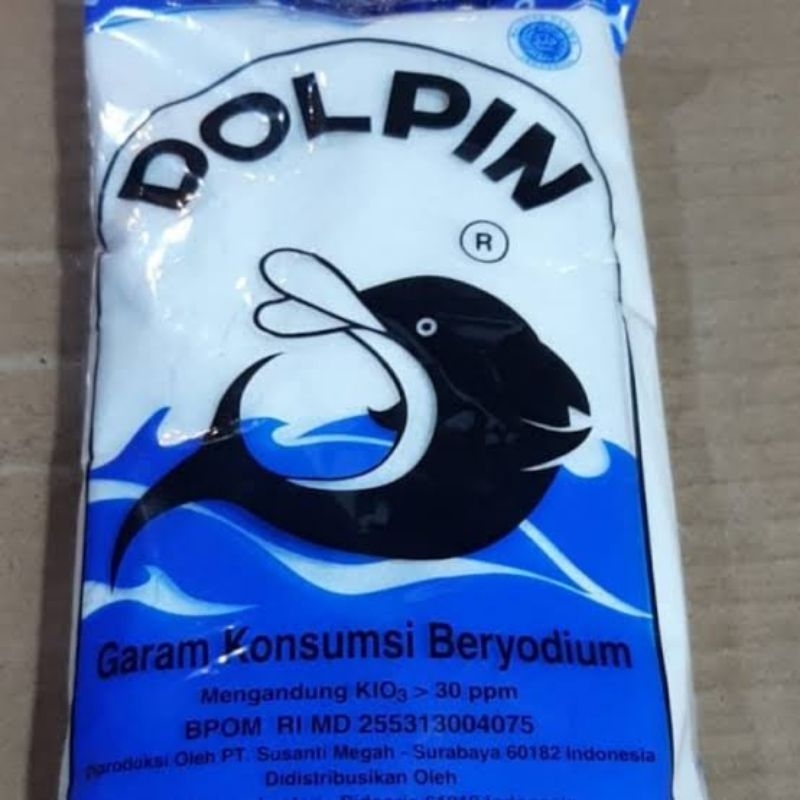 DOLPIN
R
Garam Konsumsi Beryodium
Mengandung KIO₃ > 30 ppm
BPOM RI MD 255313004075
Diproduksi Oleh PT. Susanti Megah - Surabaya 60182 Indonesia
Didistribusikan Oleh